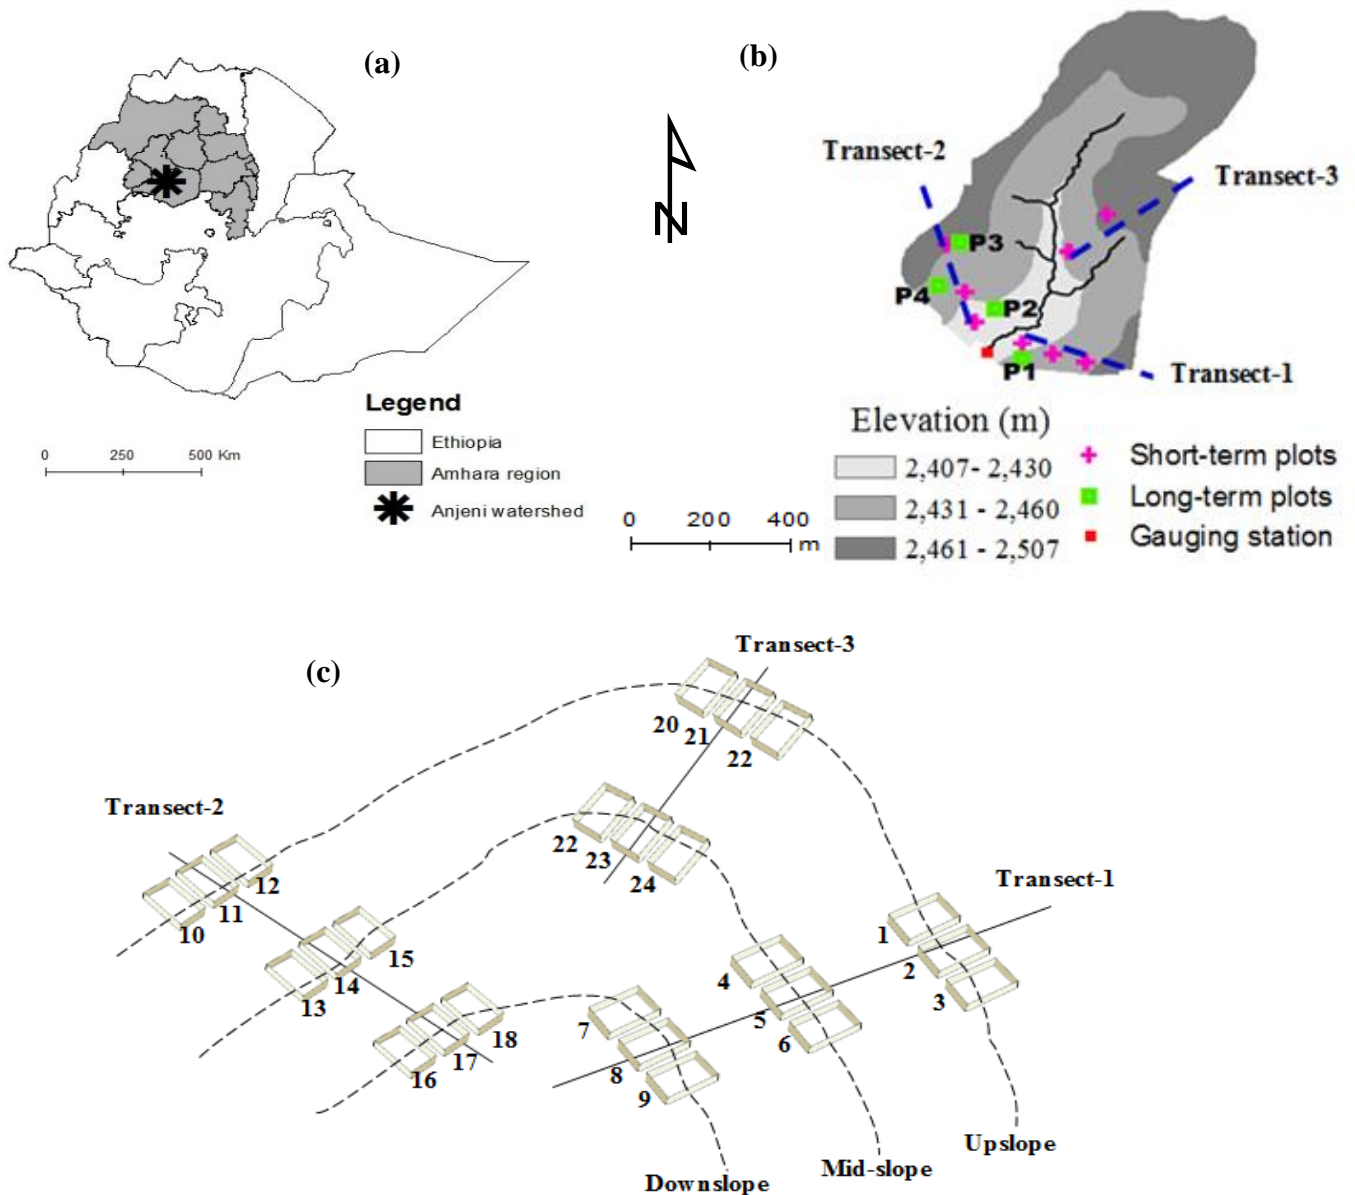 (a)
(b)
Transect-2
Transect-3
N
P3
P4
P2
P1
Transect-1
Legend
Ethiopia
Amhara region
Anjeni watershed
0 250 500 Km
Elevation (m)
2,407- 2,430
2,431 - 2,460
2,461 - 2,507
Short-term plots
Long-term plots
Gauging station
0 200 400
m
(c)
Transect-3
20
21
22
Transect-2
22
23
24
12
11
10
Transect-1
1
2
3
15
14
13
4
5
6
18
17
16
7
8
9
Upslope
Mid-slope
Downslope